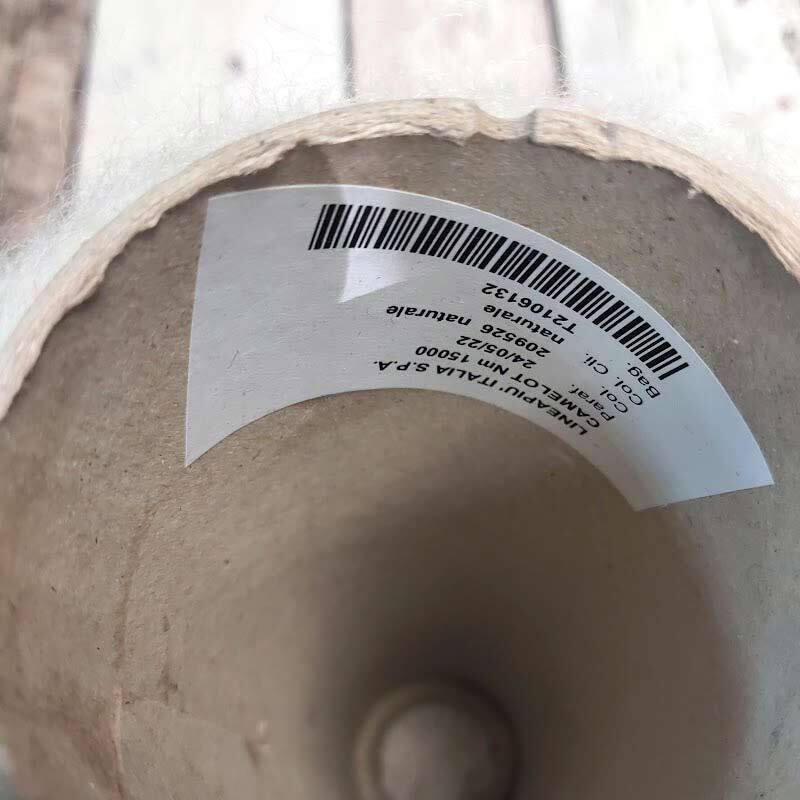 LINEAPIU' ITALIA S.P.A.
CAMELOT Nm 15000
Paraf. 24/05/22
Col. 209526 naturale
Col. Cli. naturale
Bag. T2106132